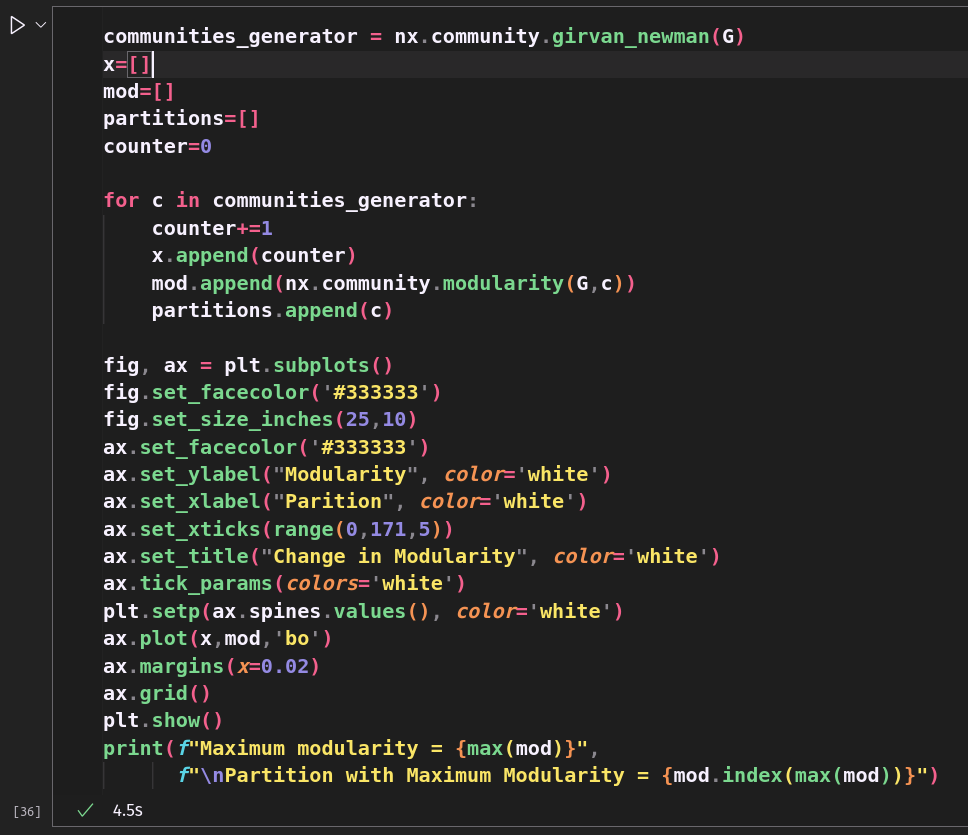 communities_generator = nx.community.girvan_newman(G)
x=[]
mod=[]
partitions=[]
counter=0
for c in communities_generator:
    counter+=1
    x.append(counter)
    mod.append(nx.community.modularity(G,c))
    partitions.append(c)
fig, ax = plt.subplots()
fig.set_facecolor('#333333')
fig.set_size_inches(25,10)
ax.set_facecolor('#333333')
ax.set_ylabel("Modularity", color='white')
ax.set_xlabel("Parition", color='white')
ax.set_xticks(range(0,171,5))
ax.set_title("Change in Modularity", color='white')
ax.tick_params(colors='white')
plt.setp(ax.spines.values(), color='white')
ax.plot(x,mod,'bo')
ax.margins(x=0.02)
ax.grid()
plt.show()
print(f"Maximum modularity = {max(mod)}",
      f"\nPartition with Maximum Modularity = {mod.index(max(mod))}")
[36] 4.5s